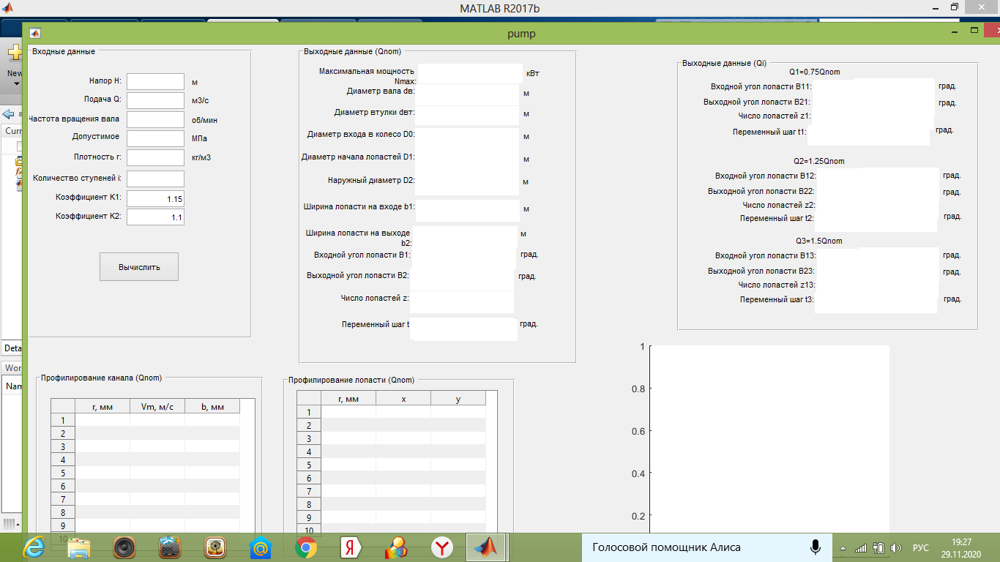 MATLAB R2017b
pump
New
Curr
Deta
Wor
Nam
Входные данные
Напор H:
м
Подача Q:
м3/с
Частота вращения вала
об/мин
Допустимое
МПа
Плотность r:
кг/м3
Количество ступеней i:
Коэффициент K1:
1.15
Коэффициент K2:
1.1
Вычислить
Выходные данные (Qnom)
Максимальная мощность
Nmax:
кВт
Диаметр вала dв:
м
Диаметр втулки dвт:
м
Диаметр входа в колесо D0:
м
Диаметр начала лопастей D1:
м
Наружный диаметр D2:
м
Ширина лопасти на входе b1:
м
Ширина лопасти на выходе
b2:
м
Входной угол лопасти B1:
град.
Выходной угол лопасти B2:
град.
Число лопастей z:
Переменный шаг t
град.
Выходные данные (Qi)
Q1=0.75Qnom
Входной угол лопасти B11:
град.
Выходной угол лопасти B21:
град.
Число лопастей z1:
Переменный шаг t1:
град.
Q2=1.25Qnom
Входной угол лопасти B12:
град.
Выходной угол лопасти B22:
град.
Число лопастей z2:
Переменный шаг t2:
град.
Q3=1.5Qnom
Входной угол лопасти B13:
град.
Выходной угол лопасти B23:
град.
Число лопастей z13:
Переменный шаг t3:
град.
Профилирование канала (Qnom)
r, мм Vm, м/с b, мм
1
2
3
4
5
6
7
8
9
10
Профилирование лопасти (Qnom)
r, мм x y
1
2
3
4
5
6
7
8
9
10
1
0.8
0.6
0.4
0.2
DOC
Я
Голосовой помощник Алиса
РУС
19:27
29.11.2020